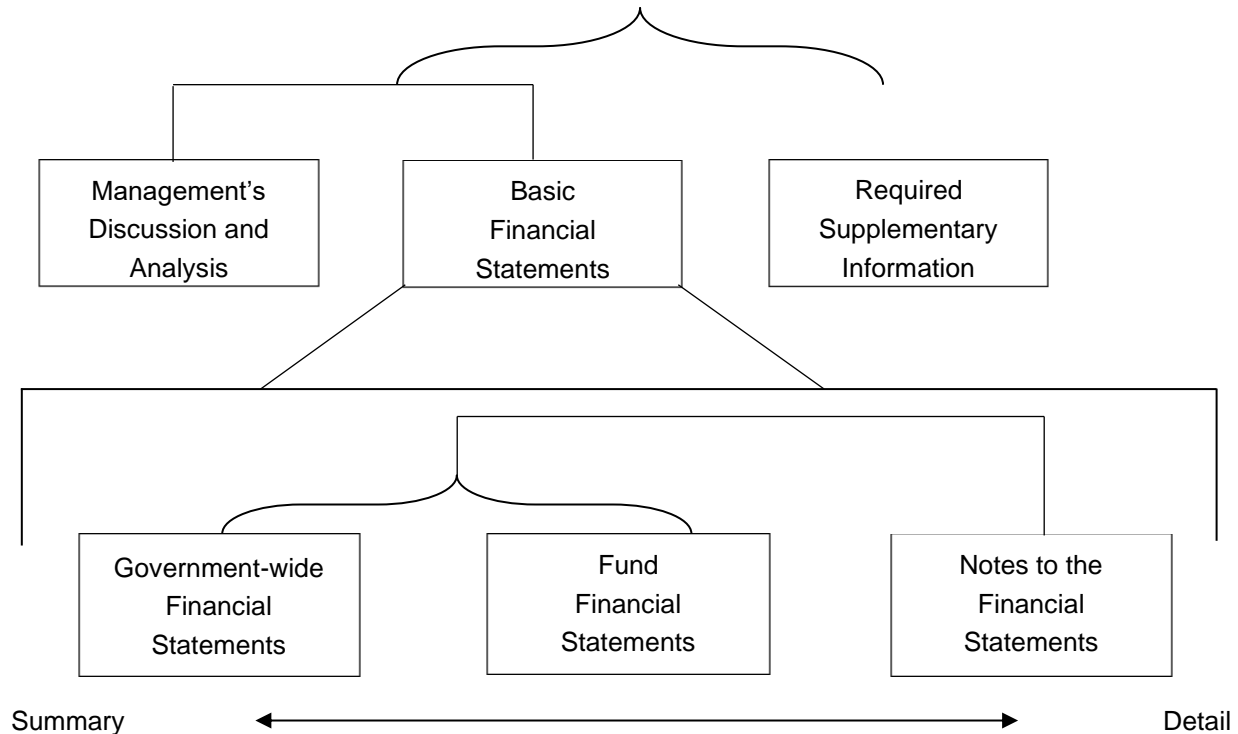 Management’s
Discussion and
Analysis
Basic
Financial
Statements
Required
Supplementary
Information
Government-wide
Financial
Statements
Fund
Financial
Statements
Notes to the
Financial
Statements
Summary
Detail